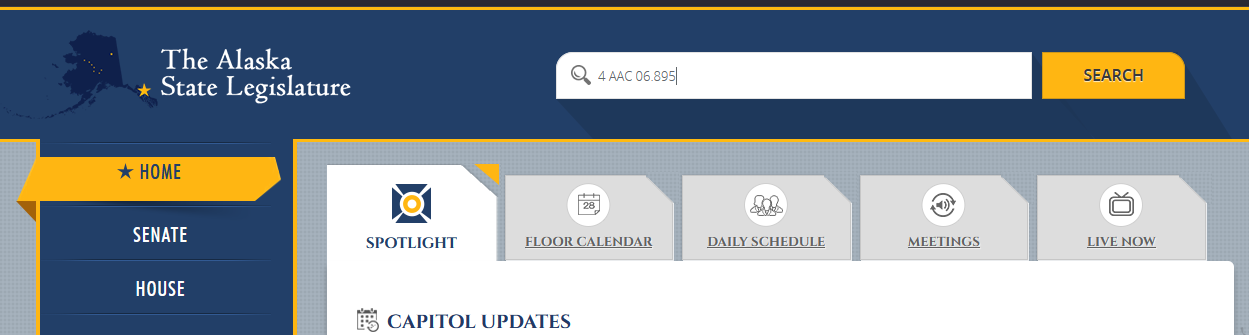 The Alaska
State Legislature
4 AAC 06.895
SEARCH
HOME
SENATE
HOUSE
SPOTLIGHT
28
FLOOR CALENDAR
DAILY SCHEDULE
MEETINGS
LIVE NOW
CAPITOL UPDATES